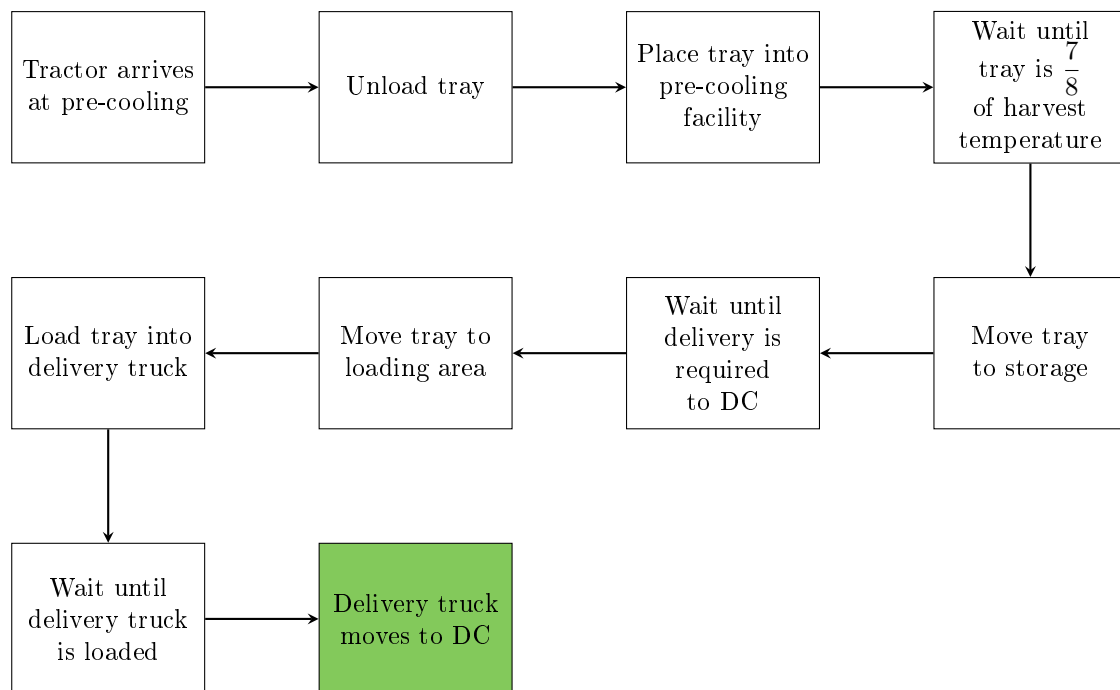 Tractor arrives
at pre-cooling
Unload tray
Place tray into
pre-cooling
facility
Wait until
tray is 7/8
of harvest
temperature
Move tray
to storage
Wait until
delivery is
required
to DC
Move tray to
loading area
Load tray into
delivery truck
Wait until
delivery truck
is loaded
Delivery truck
moves to DC